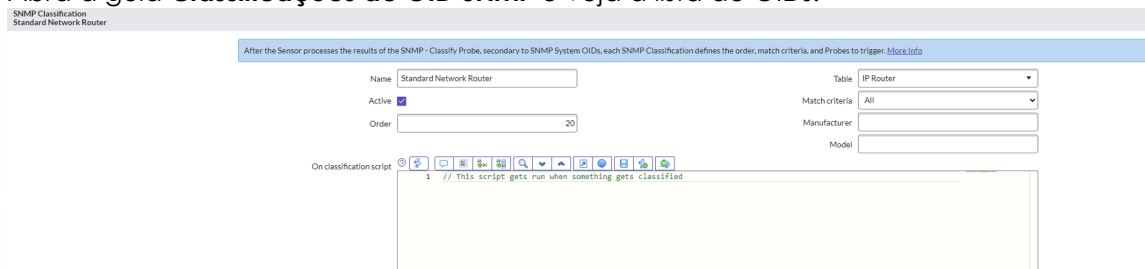 SNMP Classification
Standard Network Router
After the Sensor processes the results of the SNMP - Classify Probe, secondary to SNMP System OIDs, each SNMP Classification defines the order, match criteria, and Probes to trigger. More Info
Name Standard Network Router Table IP Router
Active Match criteria All
Order 20 Manufacturer
Model
On classification script
1 // This script gets run when something gets classified